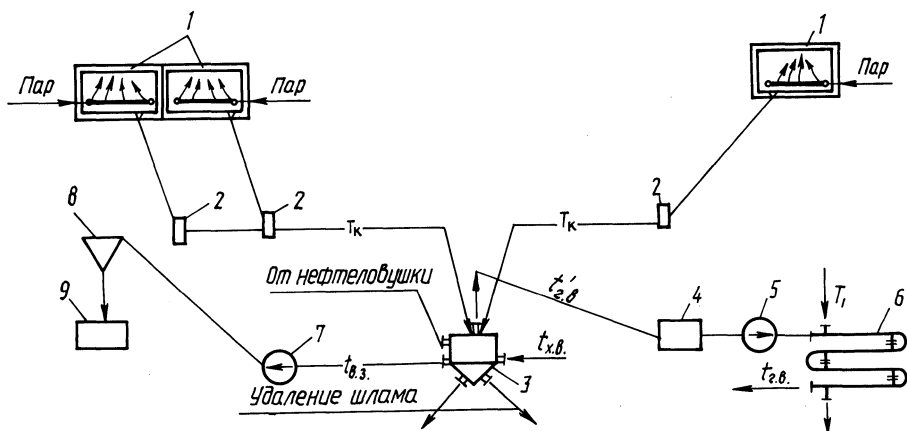 1
1
Пар
Пар
Пар
2
2
2
Тк
Тк
8
9
От нефтеловушки
t'г.в
4
5
T1
6
7
tв.з.
tх.в.
3
tг.в.
Удаление шлама